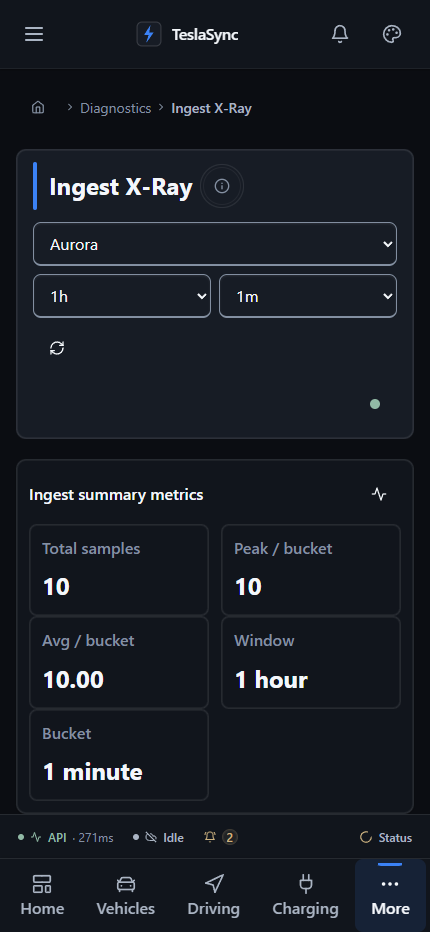 TeslaSync
Diagnostics Ingest X-Ray
Ingest X-Ray
Aurora
1h 1m
Ingest summary metrics
Total samples Peak / bucket
10 10
Avg / bucket Window
10.00 1 hour
Bucket
1 minute
API · 271ms Idle 2 Status
Home Vehicles Driving Charging More